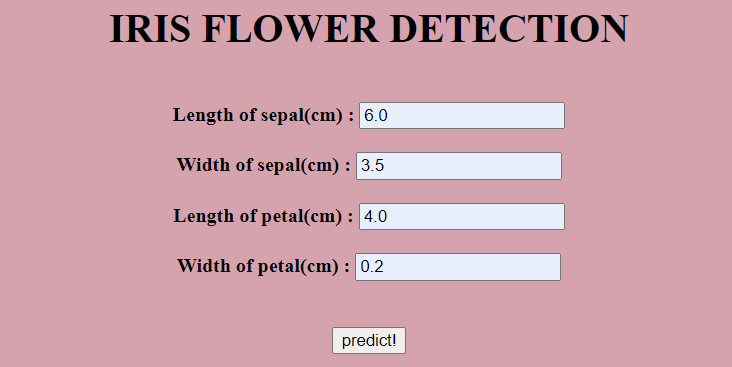 IRIS FLOWER DETECTION
Length of sepal(cm) : 6.0
Width of sepal(cm) : 3.5
Length of petal(cm) : 4.0
Width of petal(cm) : 0.2
predict!